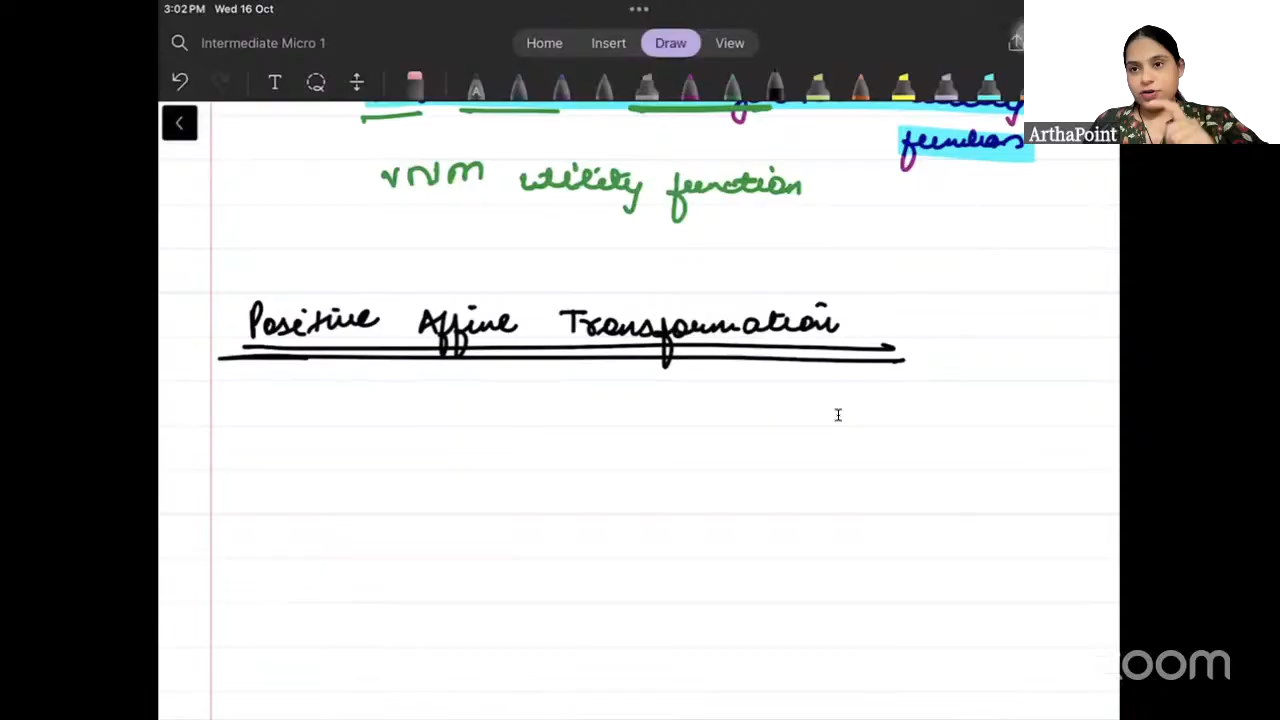 3:02 PM Wed 16 Oct
Intermediate Micro 1
Home Insert Draw View
T
A
ArthaPoint
function
VNM utility function
Positive Affine Transformation
zoom